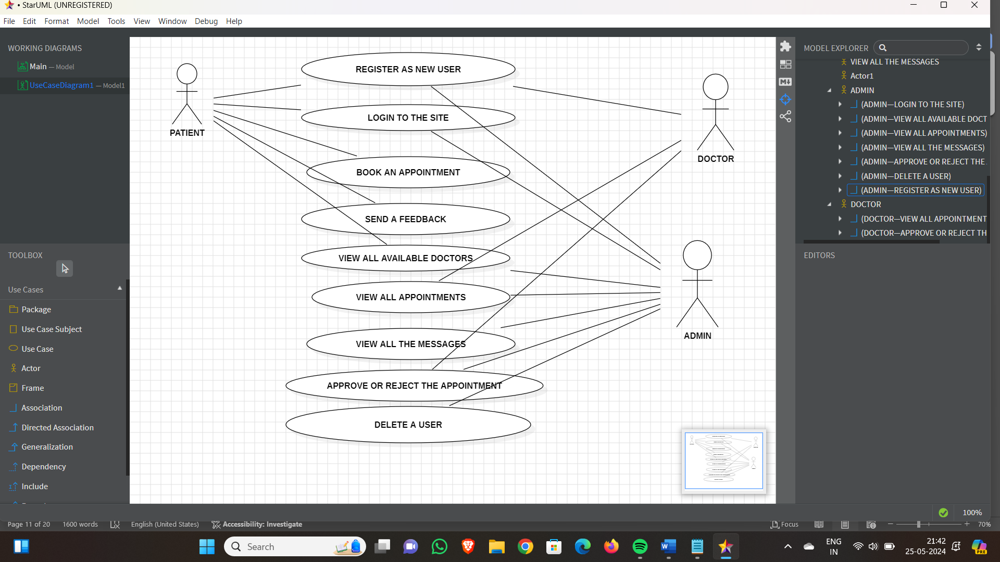 • StarUML (UNREGISTERED)
File Edit Format Model Tools View Window Debug Help
WORKING DIAGRAMS
Main — Model
UseCaseDiagram1 — Model1
TOOLBOX
Use Cases
Package
Use Case Subject
Use Case
Actor
Frame
Association
Directed Association
Generalization
Dependency
Include
REGISTER AS NEW USER
LOGIN TO THE SITE
PATIENT
BOOK AN APPOINTMENT
DOCTOR
SEND A FEEDBACK
VIEW ALL AVAILABLE DOCTORS
VIEW ALL APPOINTMENTS
ADMIN
VIEW ALL THE MESSAGES
APPROVE OR REJECT THE APPOINTMENT
DELETE A USER
M
MODEL EXPLORER
VIEW ALL THE MESSAGES
Actor1
ADMIN
(ADMIN—LOGIN TO THE SITE)
(ADMIN—VIEW ALL AVAILABLE DOCT
(ADMIN—VIEW ALL APPOINTMENTS)
(ADMIN—VIEW ALL THE MESSAGES)
(ADMIN—APPROVE OR REJECT THE
(ADMIN—DELETE A USER)
(ADMIN—REGISTER AS NEW USER)
DOCTOR
(DOCTOR—VIEW ALL APPOINTMENT
(DOCTOR—APPROVE OR REJECT TH
EDITORS
100%
Page 11 of 20 1600 words English (United States) Accessibility: Investigate Focus 70%
Search
ENG
IN
21:42
25-05-2024
PRE